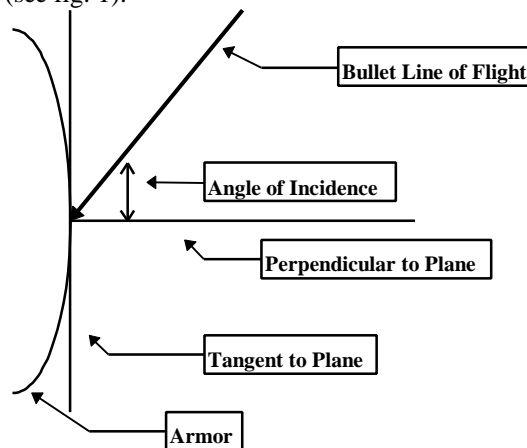 (see fig. 1).
Bullet Line of Flight
Angle of Incidence
Perpendicular to Plane
Tangent to Plane
Armor